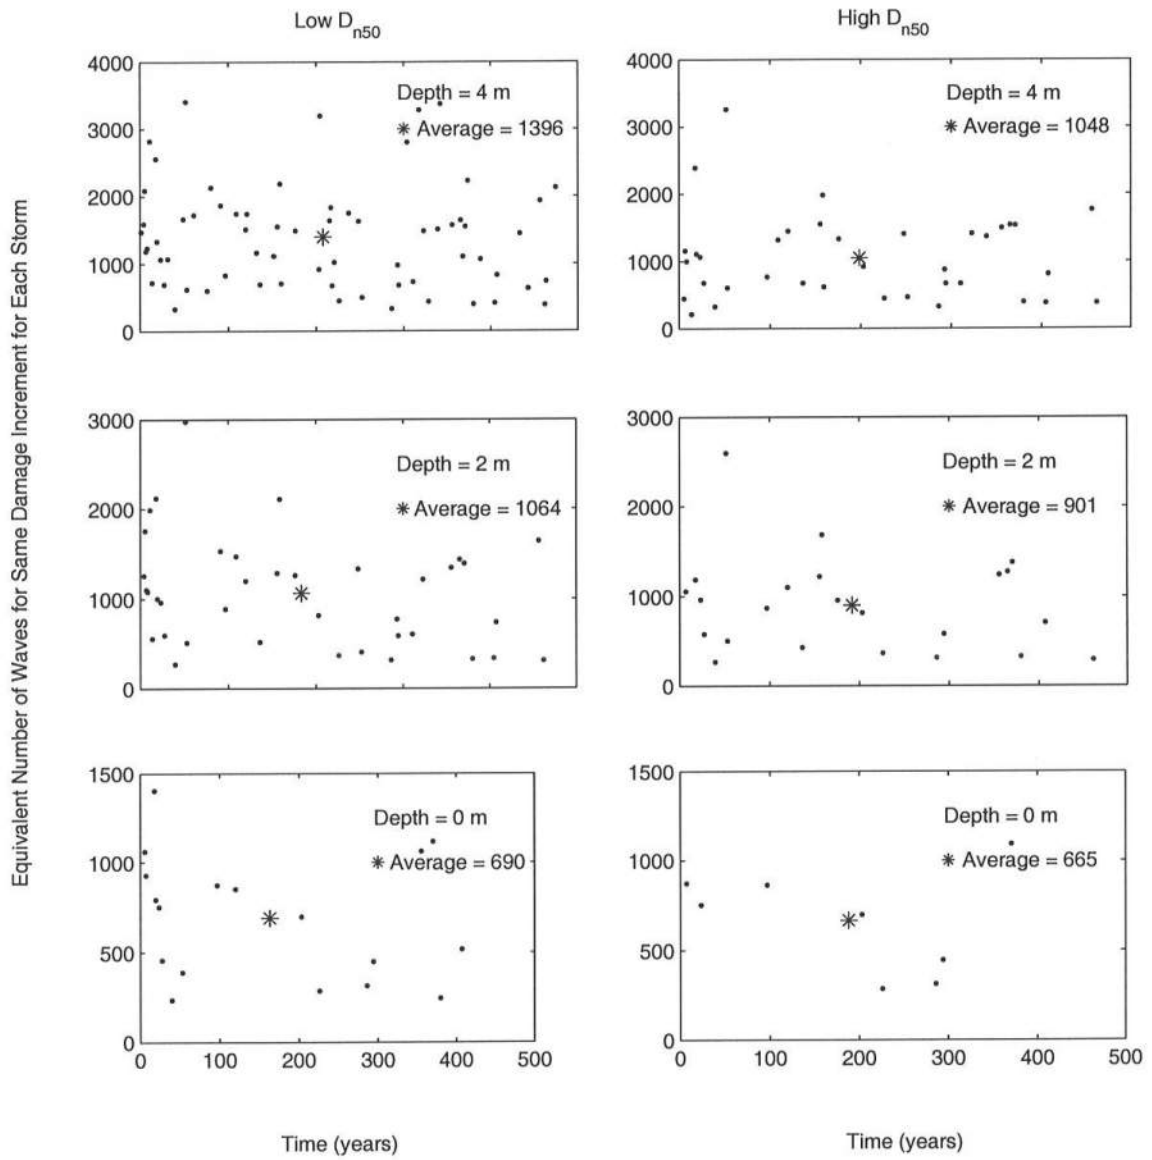 Low Dn50
High Dn50
Equivalent Number of Waves for Same Damage Increment for Each Storm
4000
3000
2000
1000
0
Depth = 4 m
Average = 1396
4000
3000
2000
1000
0
Depth = 4 m
Average = 1048
3000
2000
1000
0
Depth = 2 m
Average = 1064
3000
2000
1000
0
Depth = 2 m
Average = 901
1500
1000
500
0
Depth = 0 m
Average = 690
0 100 200 300 400 500
Time (years)
1500
1000
500
0
Depth = 0 m
Average = 665
0 100 200 300 400 500
Time (years)